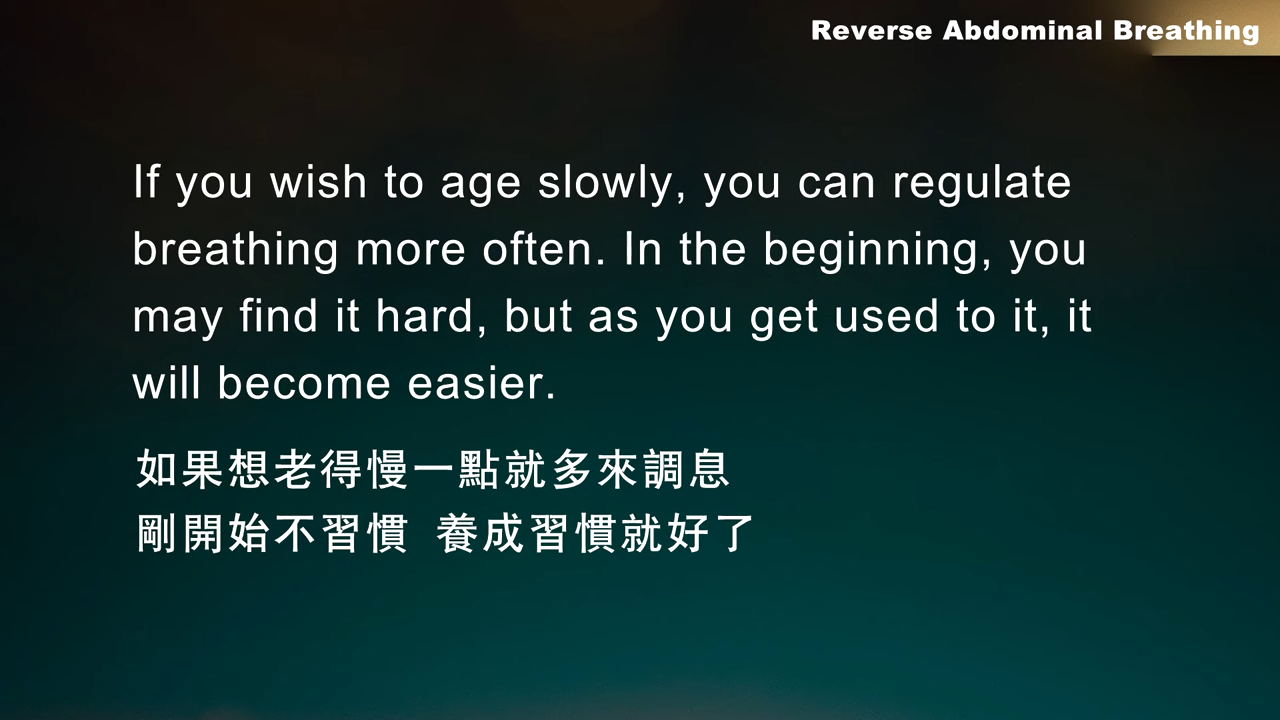 Reverse Abdominal Breathing
If you wish to age slowly, you can regulate
breathing more often. In the beginning, you
may find it hard, but as you get used to it, it
will become easier.
如果想老得慢一點就多來調息
剛開始不習慣 養成習慣就好了